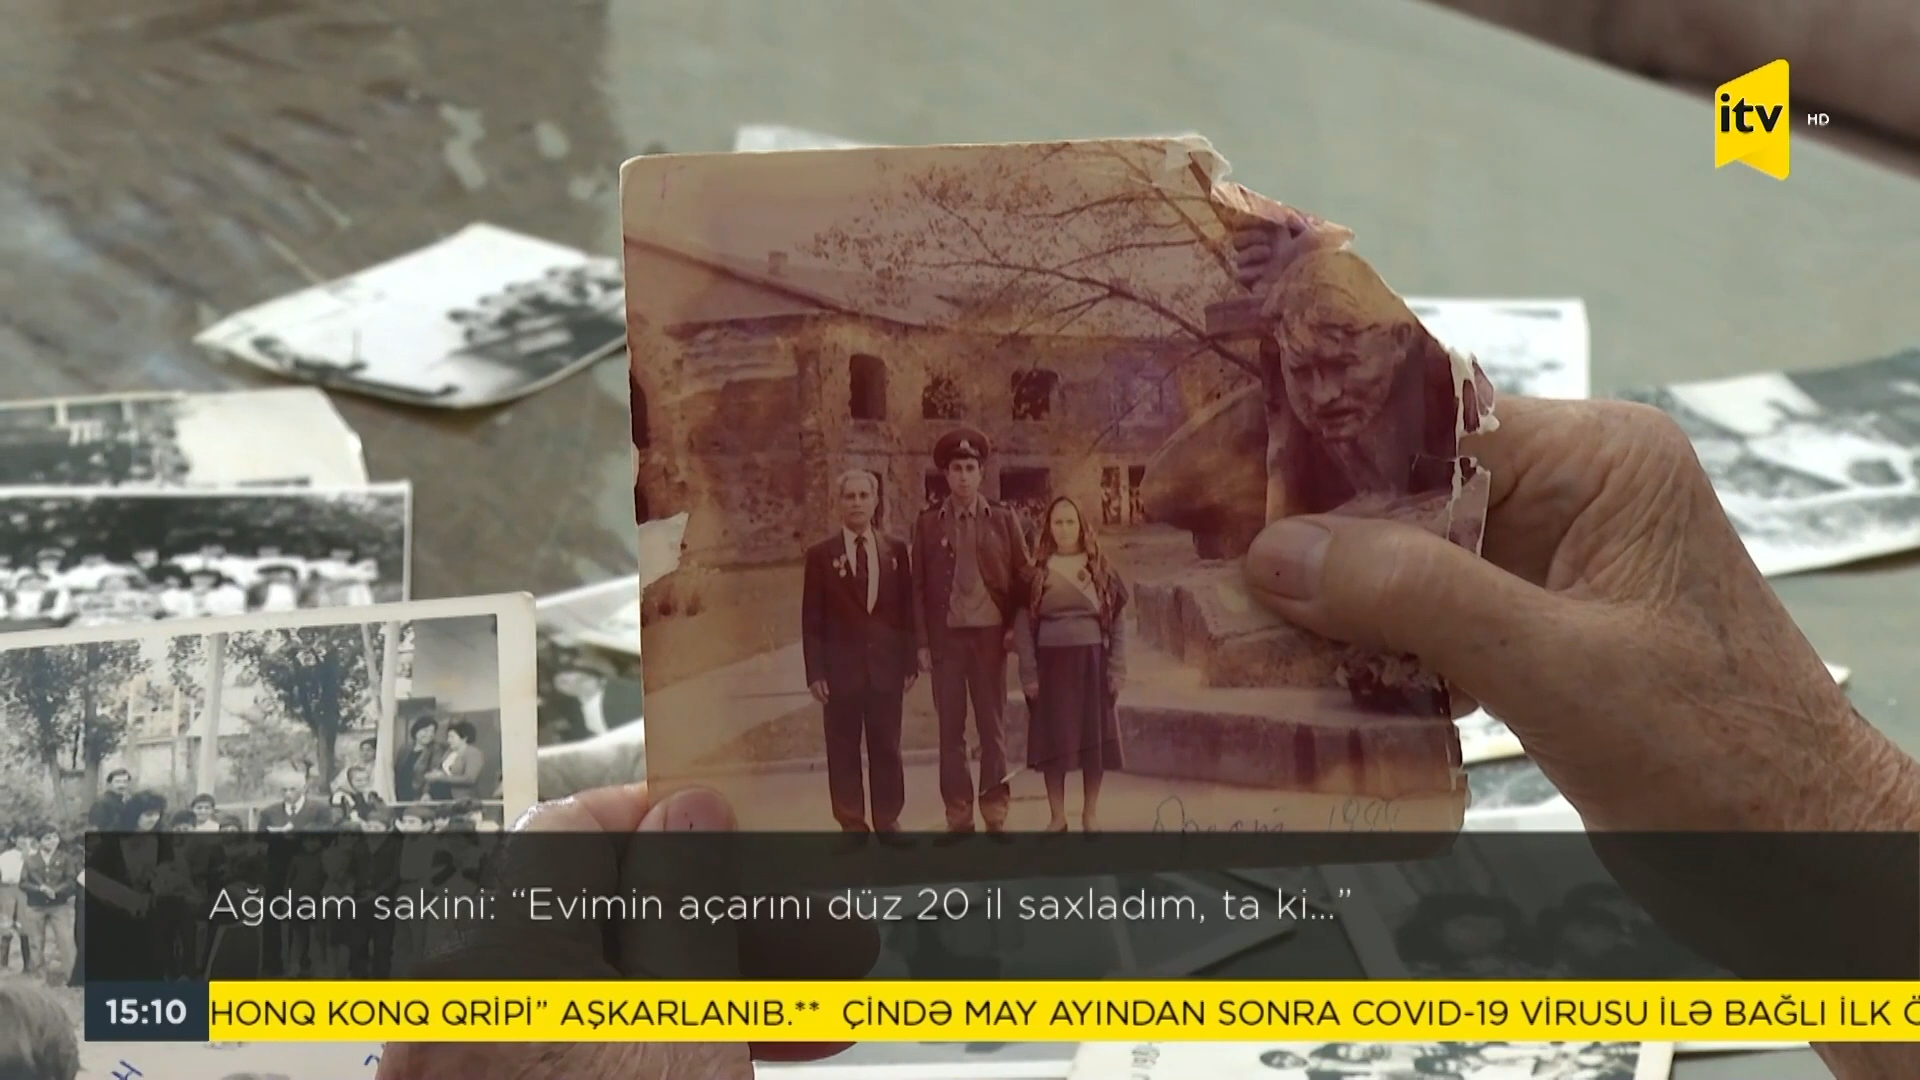 itv HD
Ağdam sakini: “Evimin açarını düz 20 il saxladım, ta ki...”
15:10 HONQ KONQ QRİPİ” AŞKARLANIB.** ÇİNDƏ MAY AYINDAN SONRA COVID-19 VİRUSU İLƏ BAĞLI İLK